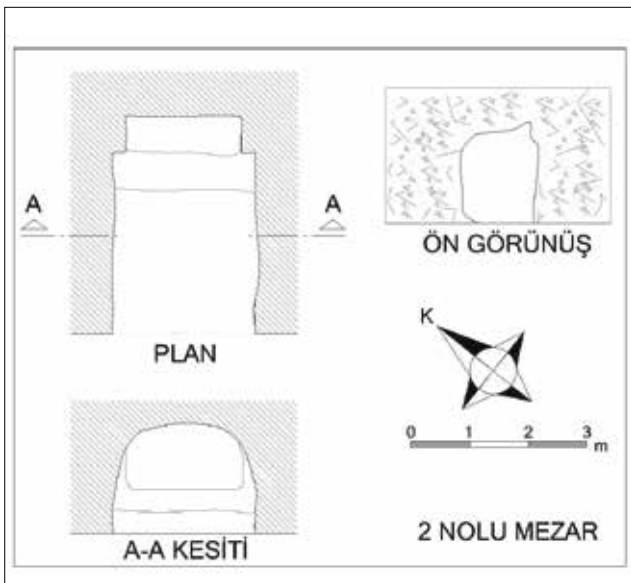 A A
PLAN
ÖN GÖRÜNÜŞ
K
0 1 2 3
m
A-A KESİTİ
2 NOLU MEZAR